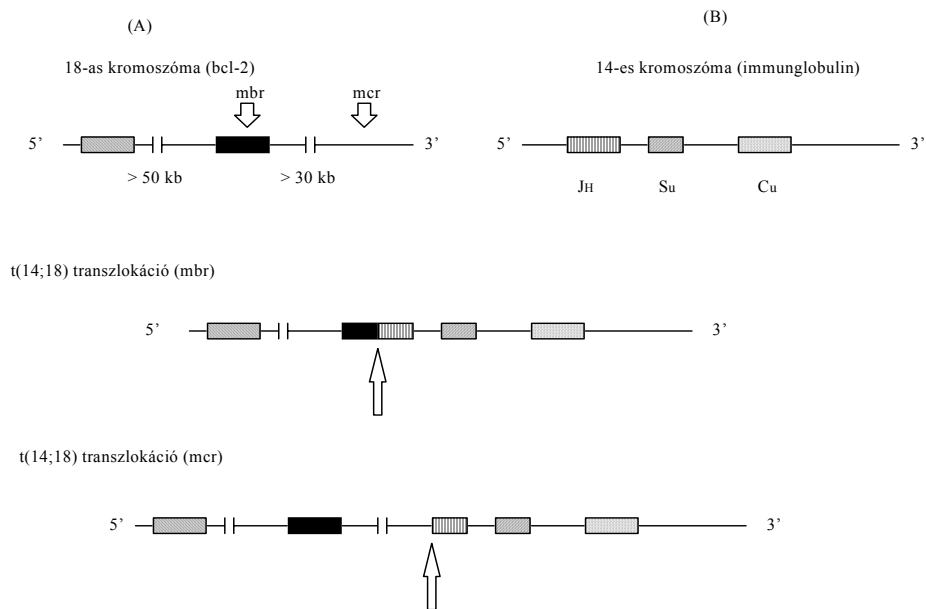 (A)
18-as kromoszóma (bcl-2)
mbr mcr
5’ 3’
> 50 kb > 30 kb
(B)
14-es kromoszóma (immunglobulin)
5’ 3’
JH Su Cu
t(14;18) transzlokáció (mbr)
5’ 3’
t(14;18) transzlokáció (mcr)
5’ 3’